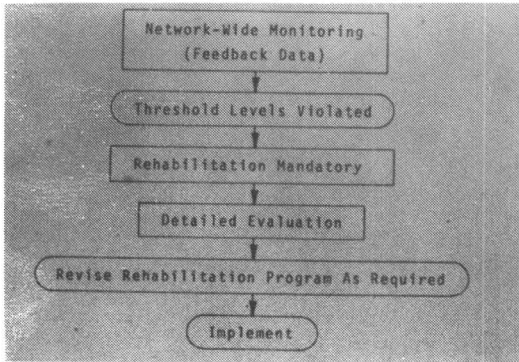 Network-Wide Monitoring
(Feedback Data)
Threshold Levels Violated
Rehabilitation Mandatory
Detailed Evaluation
Revise Rehabilitation Program As Required
Implement